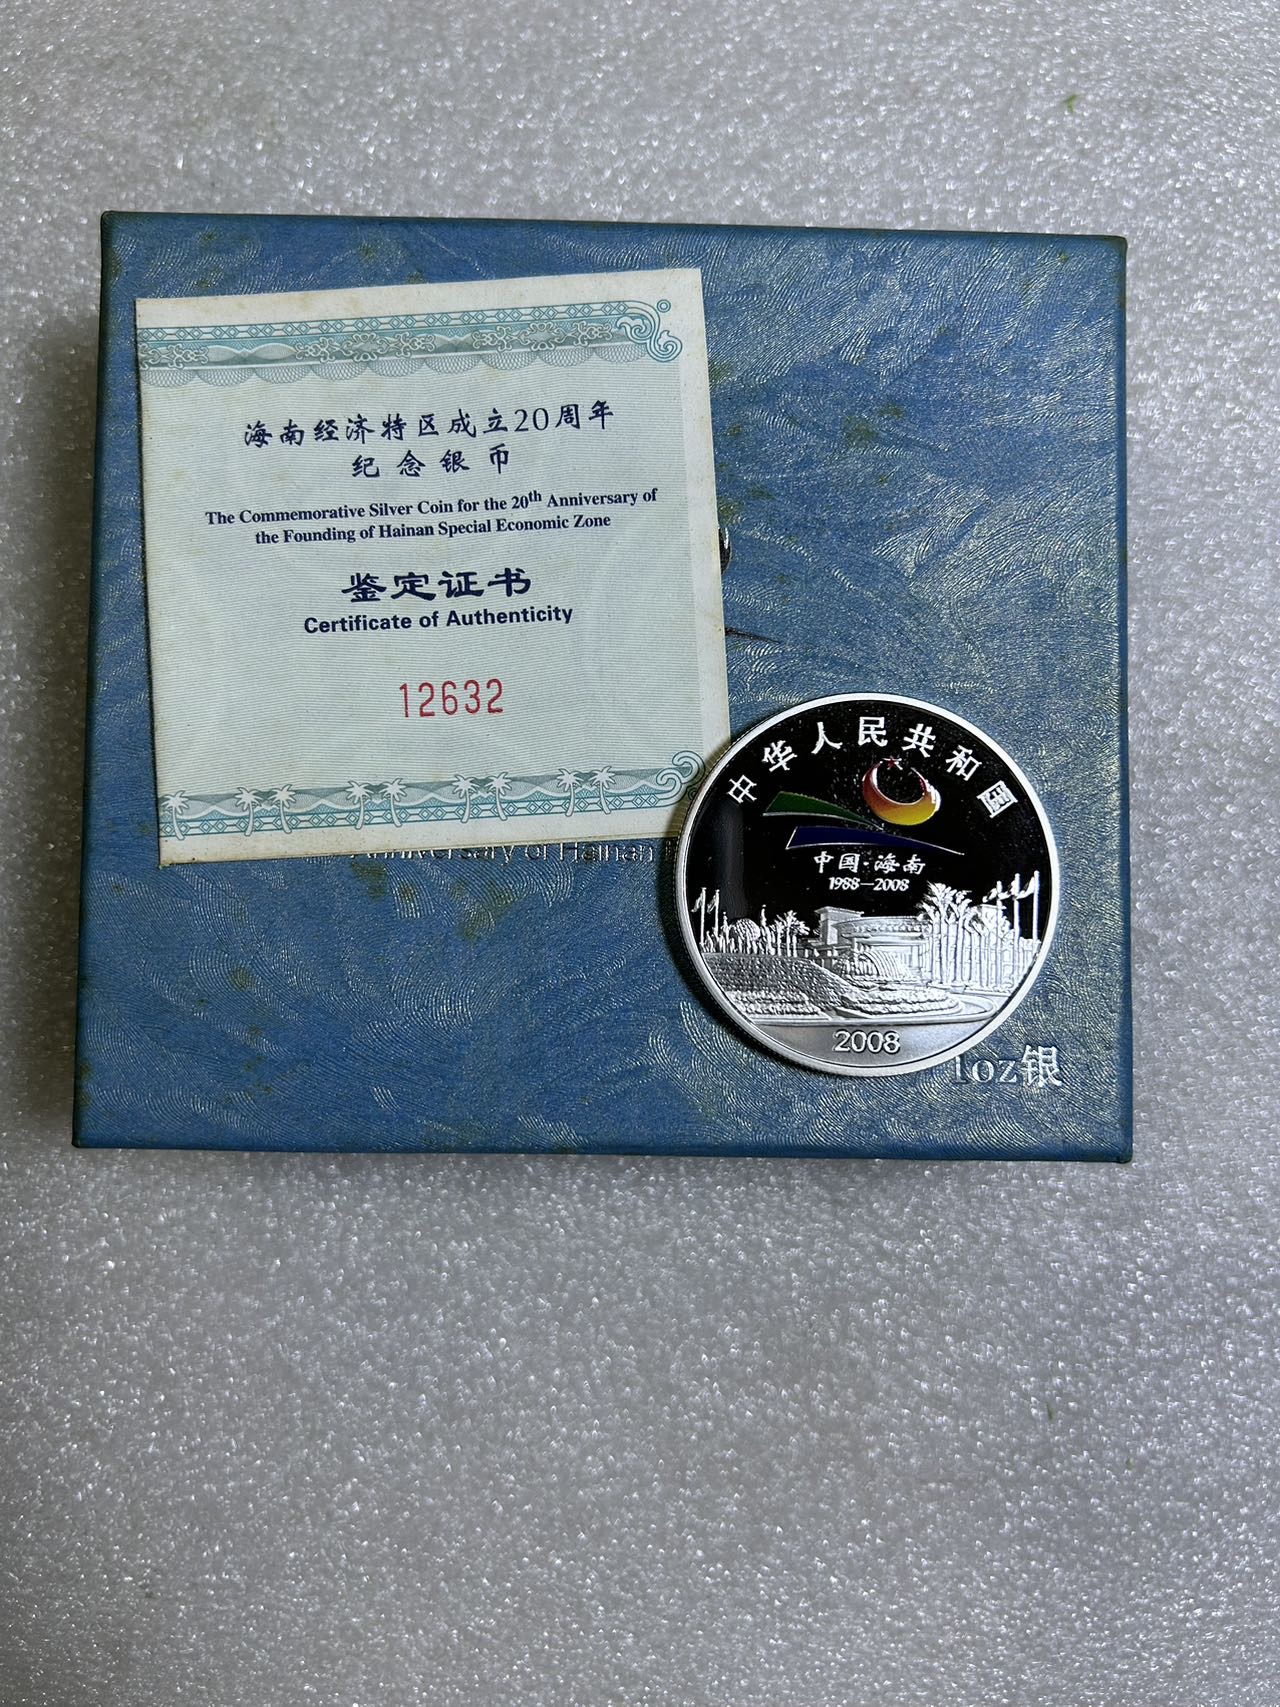 海南经济特区成立20周年
纪念银币
The Commemorative Silver Coin for the 20th Anniversary of
the Founding of Hainan Special Economic Zone
鉴定证书
Certificate of Authenticity
12632
Anniversary of Hainan
中华人民共和国
中国·海南
1988—2008
2008
1oz银